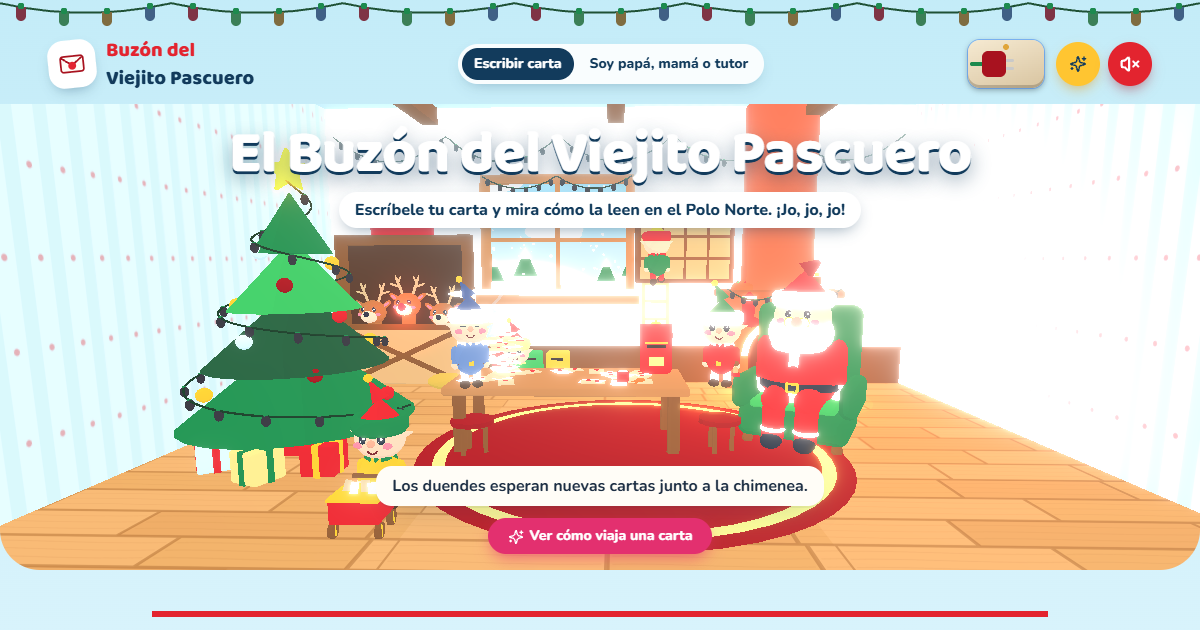 Buzón del
Viejito Pascuero
Escribir carta
Soy papá, mamá o tutor
El Buzón del Viejito Pascuero
Escríbele tu carta y mira cómo la leen en el Polo Norte. ¡Jo, jo, jo!
Los duendes esperan nuevas cartas junto a la chimenea.
Ver cómo viaja una carta